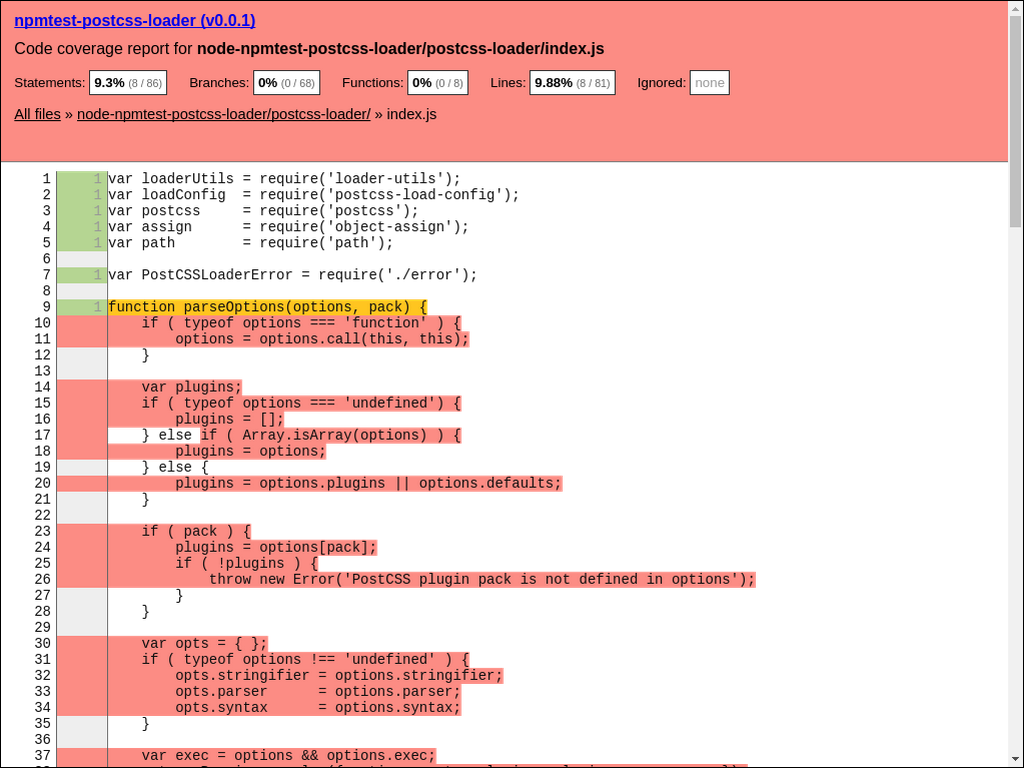 npmtest-postcss-loader (v0.0.1)
Code coverage report for node-npmtest-postcss-loader/postcss-loader/index.js
Statements: 9.3% (8 / 86) Branches: 0% (0 / 68) Functions: 0% (0 / 8) Lines: 9.88% (8 / 81) Ignored: none
All files » node-npmtest-postcss-loader/postcss-loader/ » index.js
1 1 var loaderUtils = require('loader-utils');
2 1 var loadConfig  = require('postcss-load-config');
3 1 var postcss     = require('postcss');
4 1 var assign      = require('object-assign');
5 1 var path        = require('path');
6
7 1 var PostCSSLoaderError = require('./error');
8
9 1 function parseOptions(options, pack) {
10     if ( typeof options === 'function' ) {
11         options = options.call(this, this);
12     }
13
14     var plugins;
15     if ( typeof options === 'undefined') {
16         plugins = [];
17     } else if ( Array.isArray(options) ) {
18         plugins = options;
19     } else {
20         plugins = options.plugins || options.defaults;
21     }
22
23     if ( pack ) {
24         plugins = options[pack];
25         if ( !plugins ) {
26             throw new Error('PostCSS plugin pack is not defined in options');
27         }
28     }
29
30     var opts = { };
31     if ( typeof options !== 'undefined' ) {
32         opts.stringifier = options.stringifier;
33         opts.parser      = options.parser;
34         opts.syntax      = options.syntax;
35     }
36
37     var exec = options && options.exec;